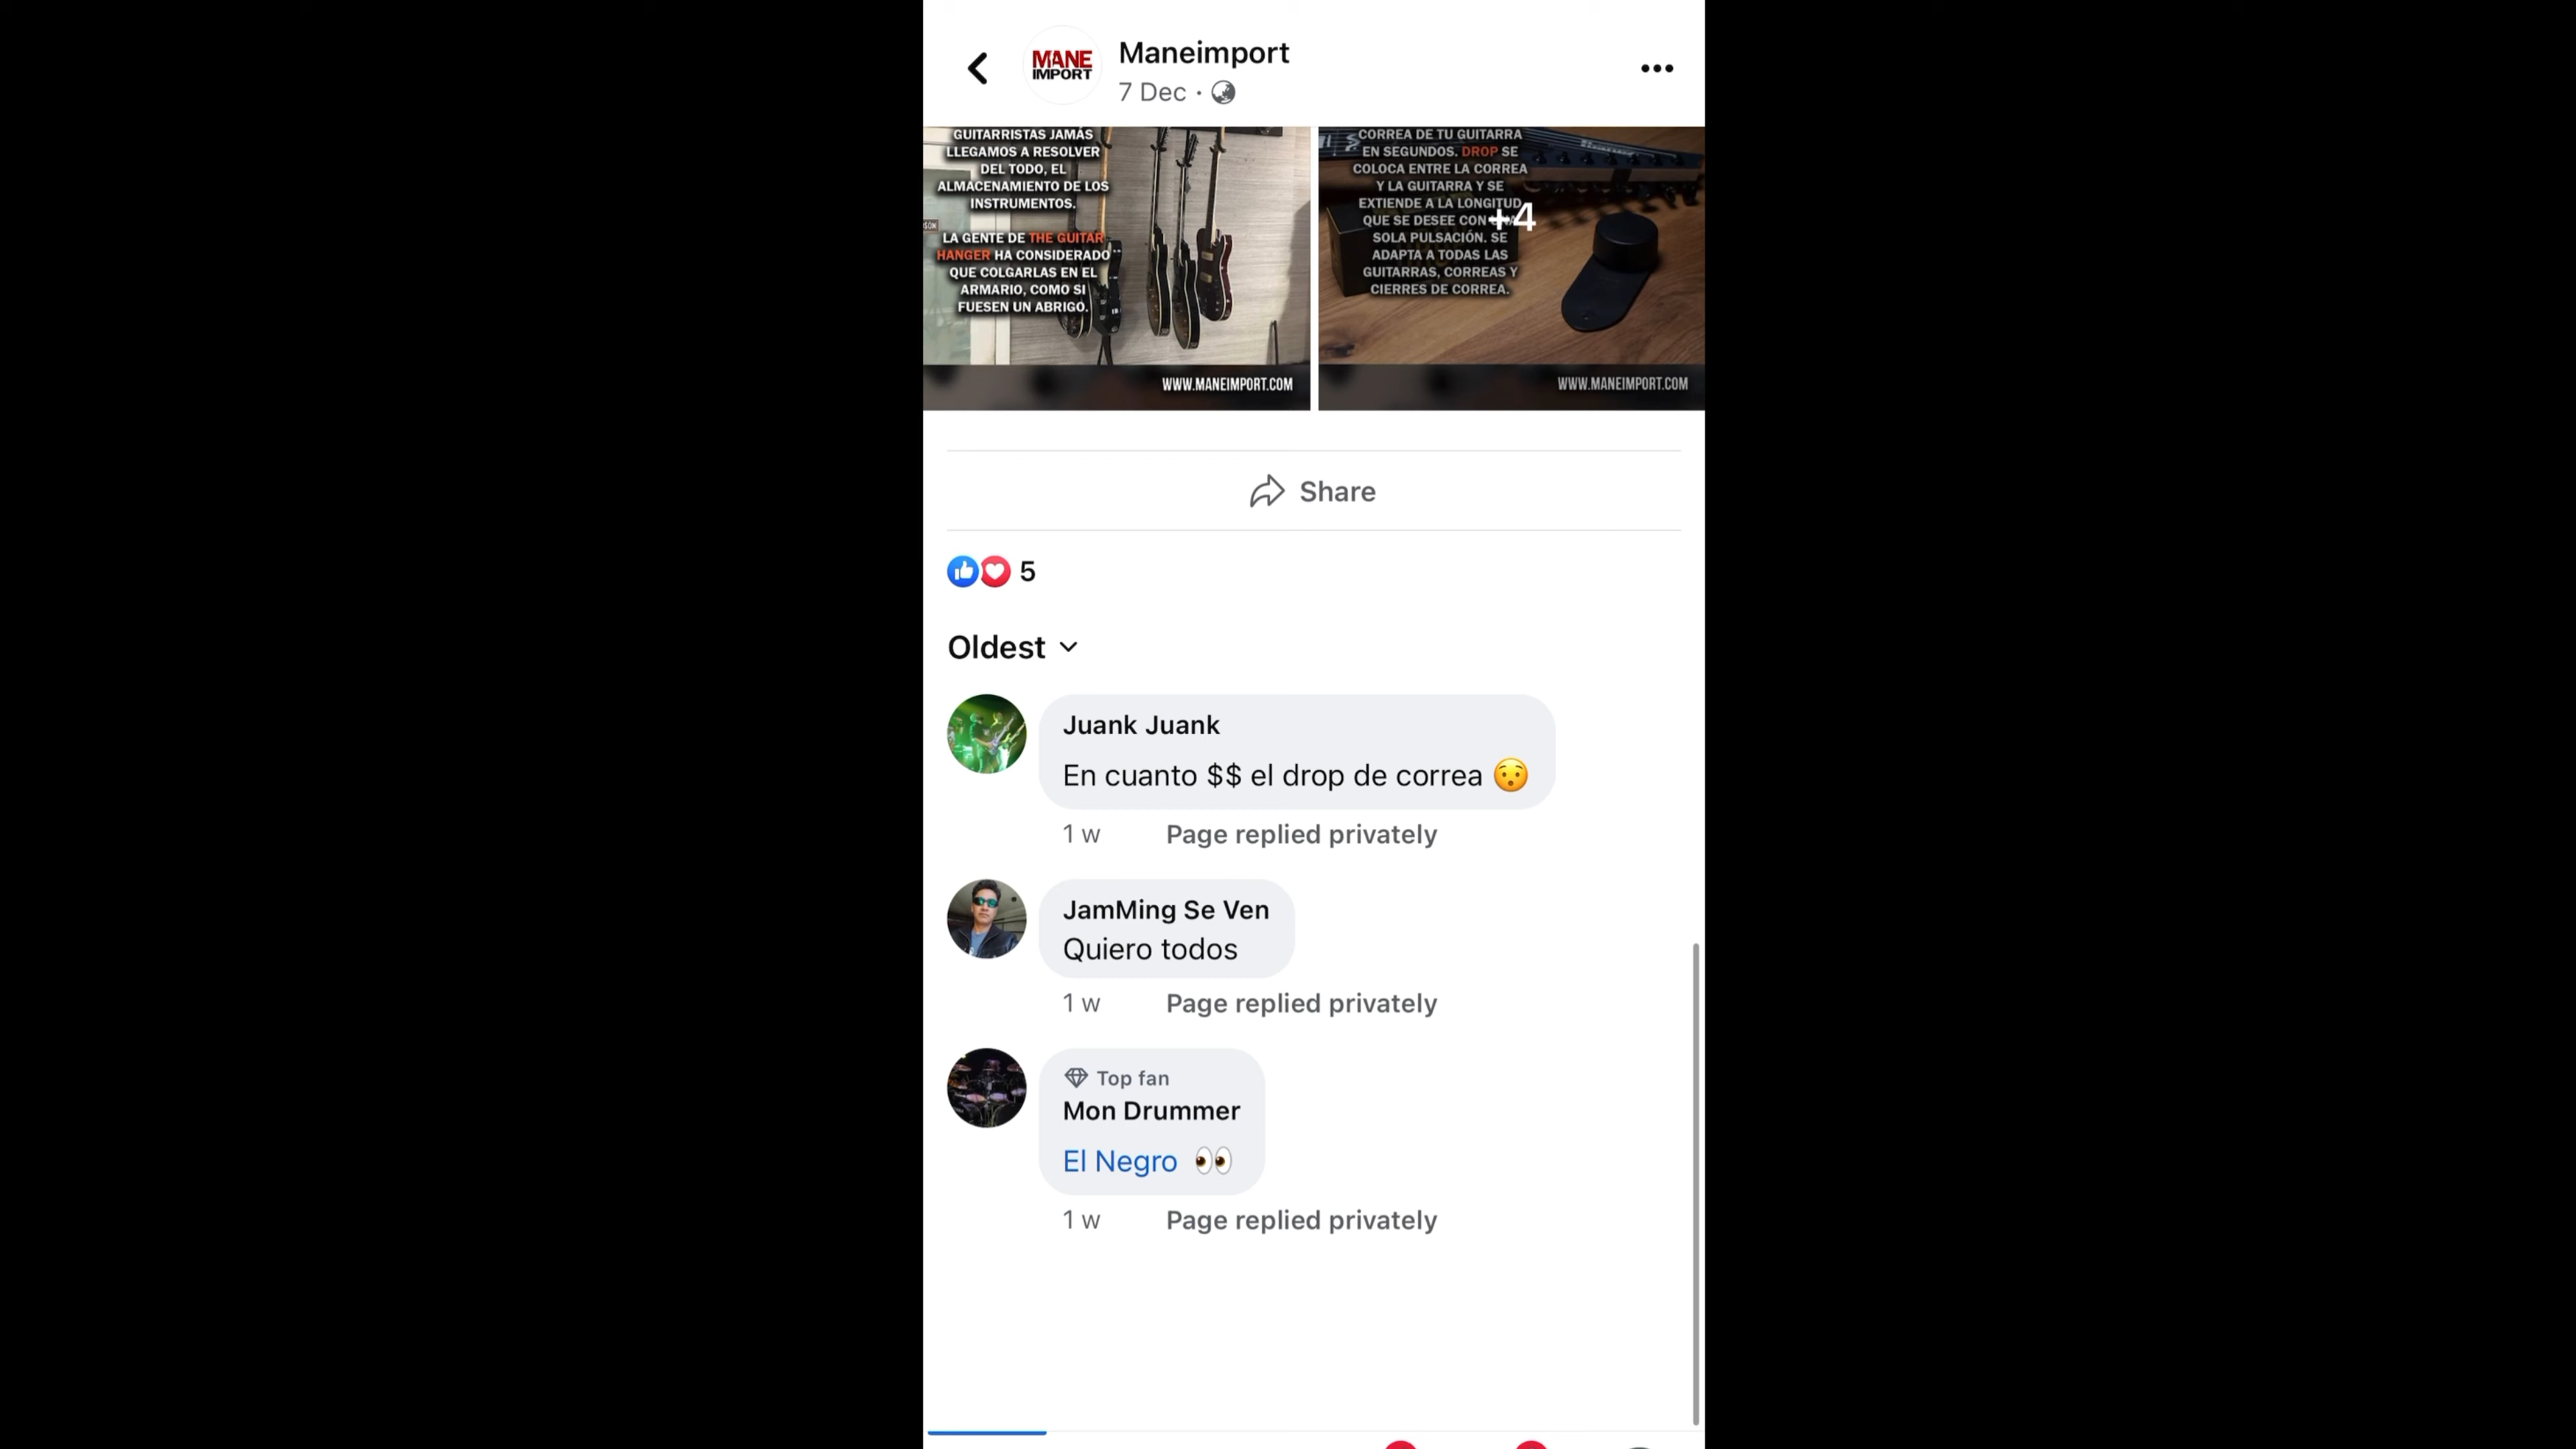 MANE
IMPORT
Maneimport
7 Dec ·
GUITARRISTAS JAMÁS
LLEGAMOS A RESOLVER
DEL TODO, EL
ALMACENAMIENTO DE LOS
INSTRUMENTOS.
LA GENTE DE THE GUITAR
HANGER HA CONSIDERADO
QUE COLGARLAS EN EL
ARMARIO, COMO SI
FUESEN UN ABRIGO.
WWW.MANEIMPORT.COM
CORREA DE TU GUITARRA
EN SEGUNDOS. DROP SE
COLOCA ENTRE LA CORREA
Y LA GUITARRA Y SE
EXTIENDE A LA LONGITUD
QUE SE DESEE CON
SOLA PULSACIÓN. SE
ADAPTA A TODAS LAS
GUITARRAS, CORREAS Y
CIERRES DE CORREA.
+4
WWW.MANEIMPORT.COM
Share
5
Oldest
Juank Juank
En cuanto $$ el drop de correa 😯
1 w Page replied privately
JamMing Se Ven
Quiero todos
1 w Page replied privately
Top fan
Mon Drummer
El Negro 👀
1 w Page replied privately